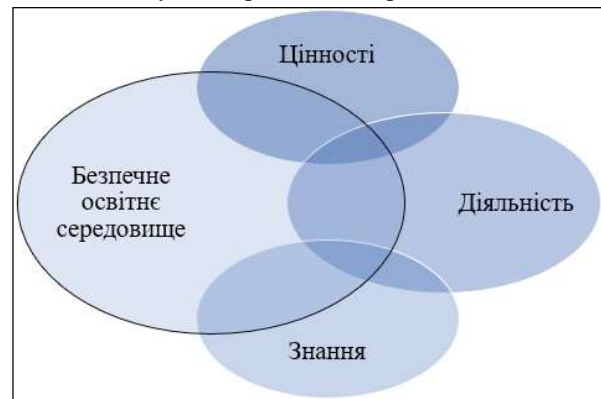 Цінності
Безпечне
освітнє
середовище
Діяльність
Знання